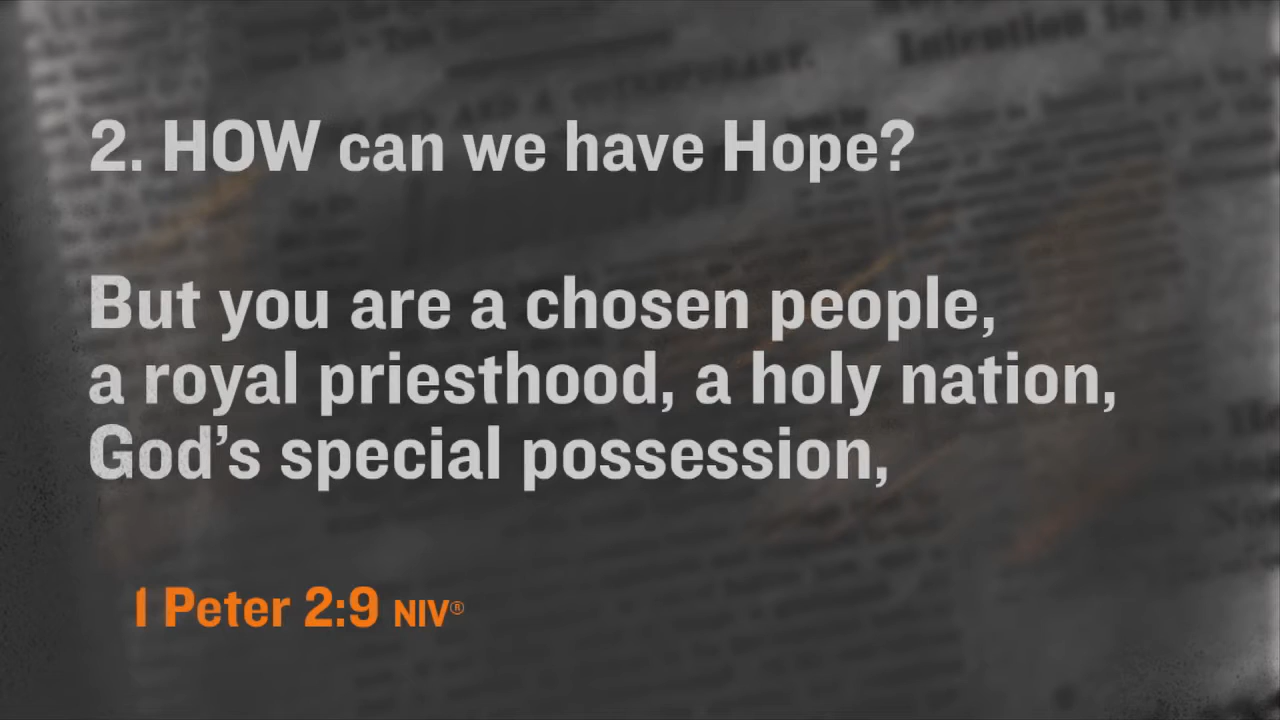 2. HOW can we have Hope?
But you are a chosen people,
a royal priesthood, a holy nation,
God’s special possession,
1 Peter 2:9 NIV®